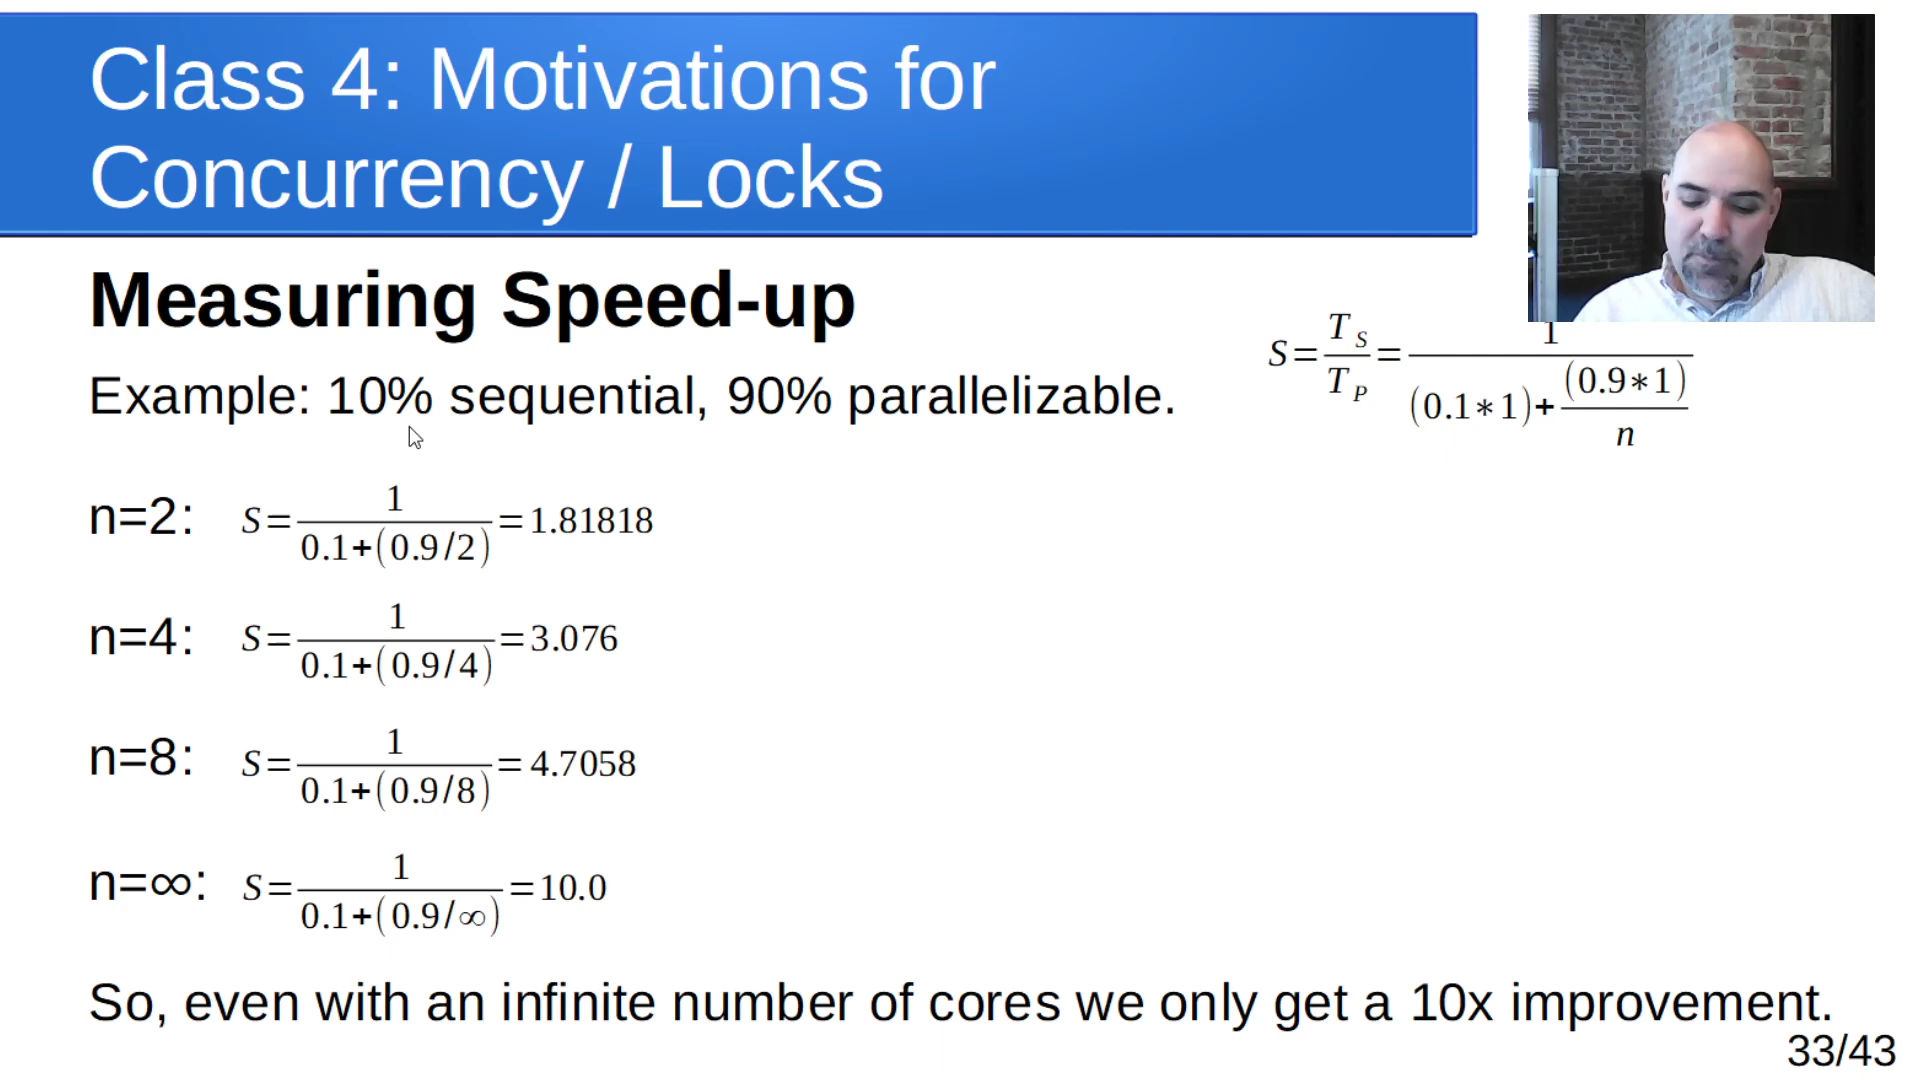 Class 4: Motivations for
Concurrency / Locks
Measuring Speed-up
S = T_S / T_P = 1 / ((0.1∗1)+(0.9∗1)/n)
Example: 10% sequential, 90% parallelizable.
n=2: S = 1 / (0.1+(0.9/2)) = 1.81818
n=4: S = 1 / (0.1+(0.9/4)) = 3.076
n=8: S = 1 / (0.1+(0.9/8)) = 4.7058
n=∞: S = 1 / (0.1+(0.9/∞)) = 10.0
So, even with an infinite number of cores we only get a 10x improvement.
33/43